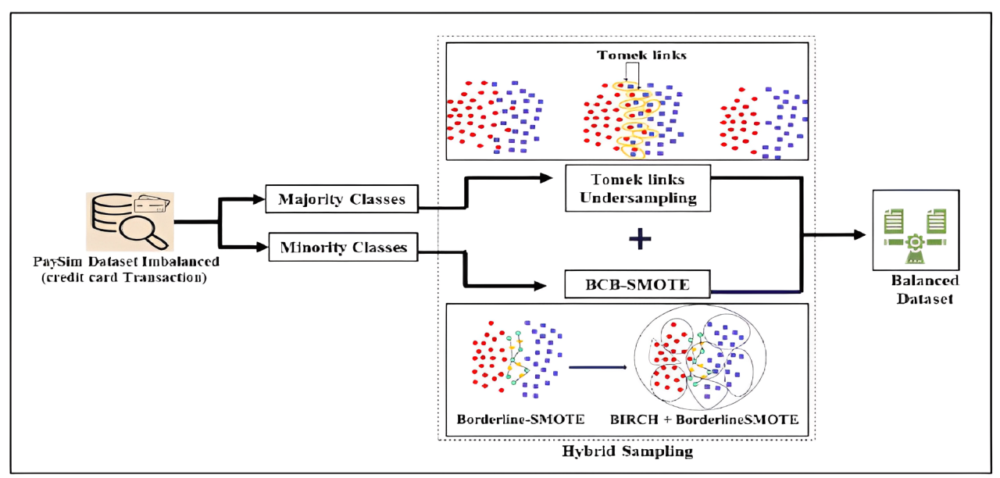 Tomek links
Tomek links
Undersampling
Majority Classes
Minority Classes
PaySim Dataset Imbalanced
(credit card Transaction)
+
BCB-SMOTE
Balanced
Dataset
Borderline-SMOTE
BIRCH + BorderlineSMOTE
Hybrid Sampling